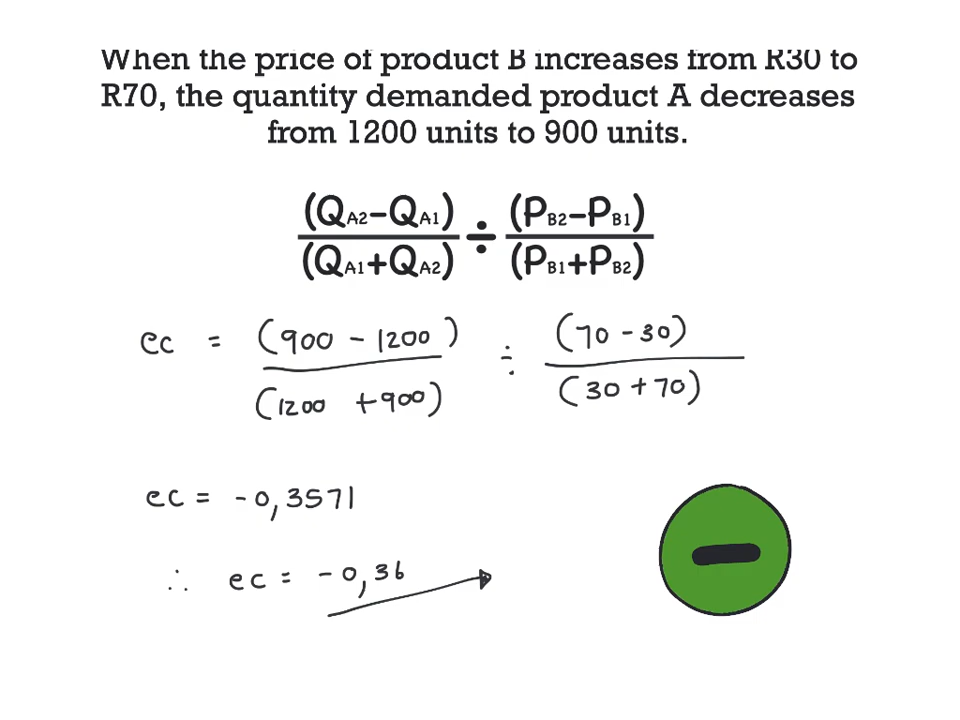 When the price of product B increases from R30 to
R70, the quantity demanded product A decreases
from 1200 units to 900 units.
(QA2-QA1) ÷ (PB2-PB1)
(QA1+QA2) (PB1+PB2)
ec = (900 - 1200) ÷ (70 - 30)
(1200 + 900) (30 + 70)
ec = -0,3571
∴ ec = -0,36